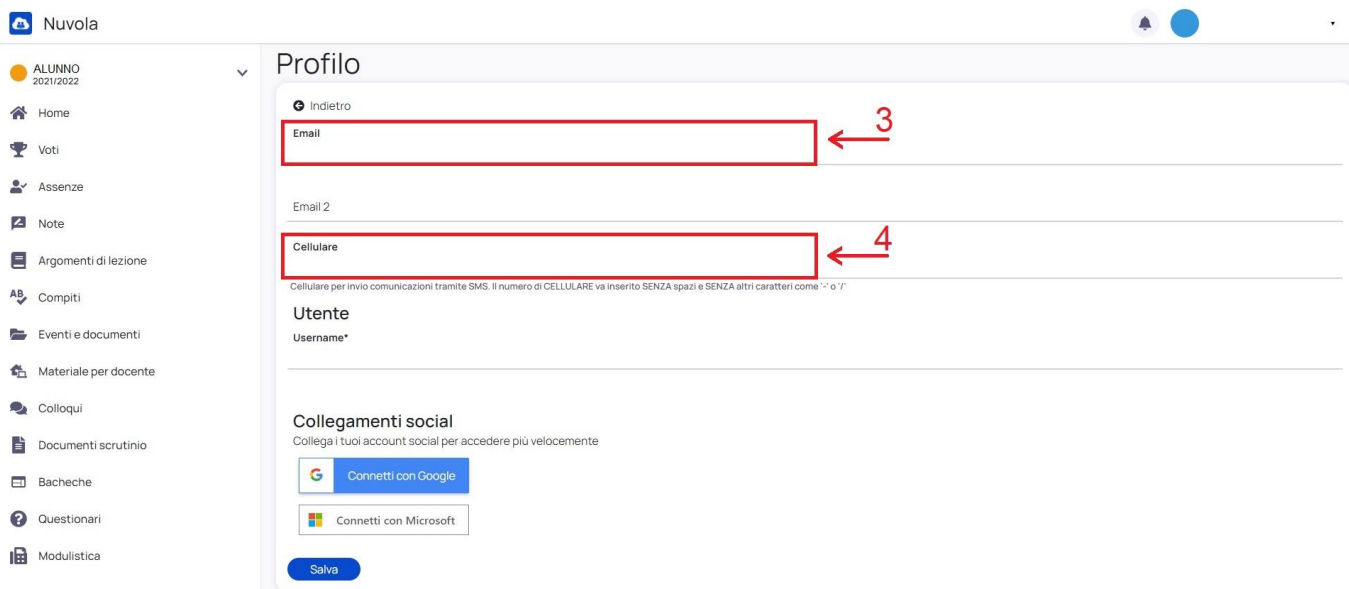 Nuvola
ALUNNO
2021/2022
Home
Voti
Assenze
Note
Argomenti di lezione
Compiti
Eventi e documenti
Materiale per docente
Colloqui
Documenti scrutinio
Bacheche
Questionari
Modulistica
Profilo
Indietro
Email
3
Email 2
Cellulare
4
Cellulare per invio comunicazioni tramite SMS. Il numero di CELLULARE va inserito SENZA spazi e SENZA altri caratteri come '-' o '/'
Utente
Username*
Collegamenti social
Collega i tuoi account social per accedere più velocemente
G Connetti con Google
Connetti con Microsoft
Salva